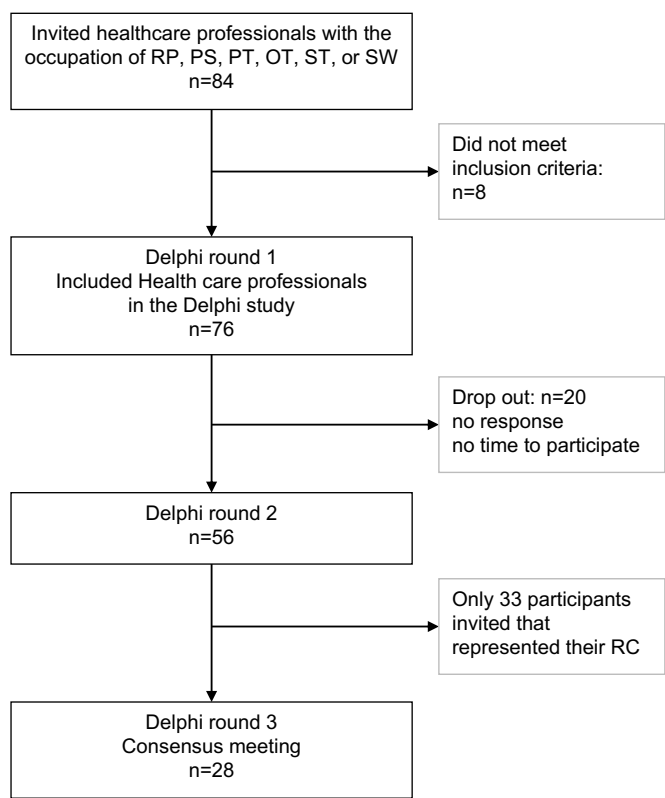 Invited healthcare professionals with the
occupation of RP, PS, PT, OT, ST, or SW
n=84
Did not meet
inclusion criteria:
n=8
Delphi round 1
Included Health care professionals
in the Delphi study
n=76
Drop out: n=20
no response
no time to participate
Delphi round 2
n=56
Only 33 participants
invited that
represented their RC
Delphi round 3
Consensus meeting
n=28